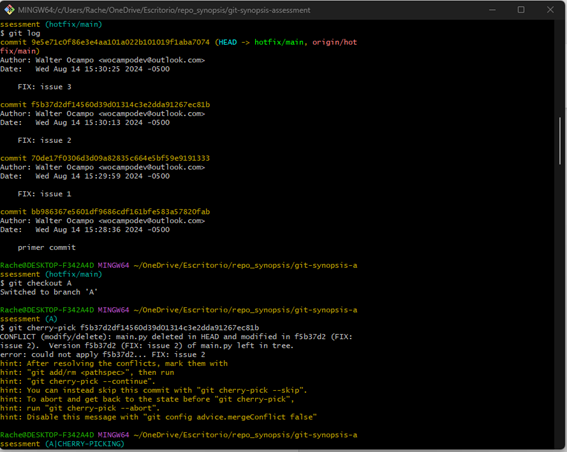 MINGW64:/c/Users/Rache/OneDrive/Escritorio/repo_synopsis/git-synopsis-assessment
ssessment (hotfix/main)
$ git log
commit 9e5e71c0f86e3e4aa101a022b101019f1aba7074 (HEAD -> hotfix/main, origin/hot
fix/main)
Author: Walter Ocampo <wocampodev@outlook.com>
Date:   Wed Aug 14 15:30:25 2024 -0500
FIX: issue 3
commit f5b37d2df14560d39d01314c3e2dda91267ec81b
Author: Walter Ocampo <wocampodev@outlook.com>
Date:   Wed Aug 14 15:30:13 2024 -0500
FIX: issue 2
commit 70de17f0306d3d09a82835c664e5bf59e9191333
Author: Walter Ocampo <wocampodev@outlook.com>
Date:   Wed Aug 14 15:29:59 2024 -0500
FIX: issue 1
commit bb986367e5601df9686cdf161bfe583a57820fab
Author: Walter Ocampo <wocampodev@outlook.com>
Date:   Wed Aug 14 15:28:36 2024 -0500
primer commit
Rache@DESKTOP-F342A4D MINGW64 ~/OneDrive/Escritorio/repo_synopsis/git-synopsis-a
ssessment (hotfix/main)
$ git checkout A
Switched to branch 'A'
Rache@DESKTOP-F342A4D MINGW64 ~/OneDrive/Escritorio/repo_synopsis/git-synopsis-a
ssessment (A)
$ git cherry-pick f5b37d2df14560d39d01314c3e2dda91267ec81b
CONFLICT (modify/delete): main.py deleted in HEAD and modified in f5b37d2 (FIX:
issue 2).  Version f5b37d2 (FIX: issue 2) of main.py left in tree.
error: could not apply f5b37d2... FIX: issue 2
hint: After resolving the conflicts, mark them with
hint: "git add/rm <pathspec>", then run
hint: "git cherry-pick --continue".
hint: You can instead skip this commit with "git cherry-pick --skip".
hint: To abort and get back to the state before "git cherry-pick",
hint: run "git cherry-pick --abort".
hint: Disable this message with "git config advice.mergeConflict false"
Rache@DESKTOP-F342A4D MINGW64 ~/OneDrive/Escritorio/repo_synopsis/git-synopsis-a
ssessment (A|CHERRY-PICKING)